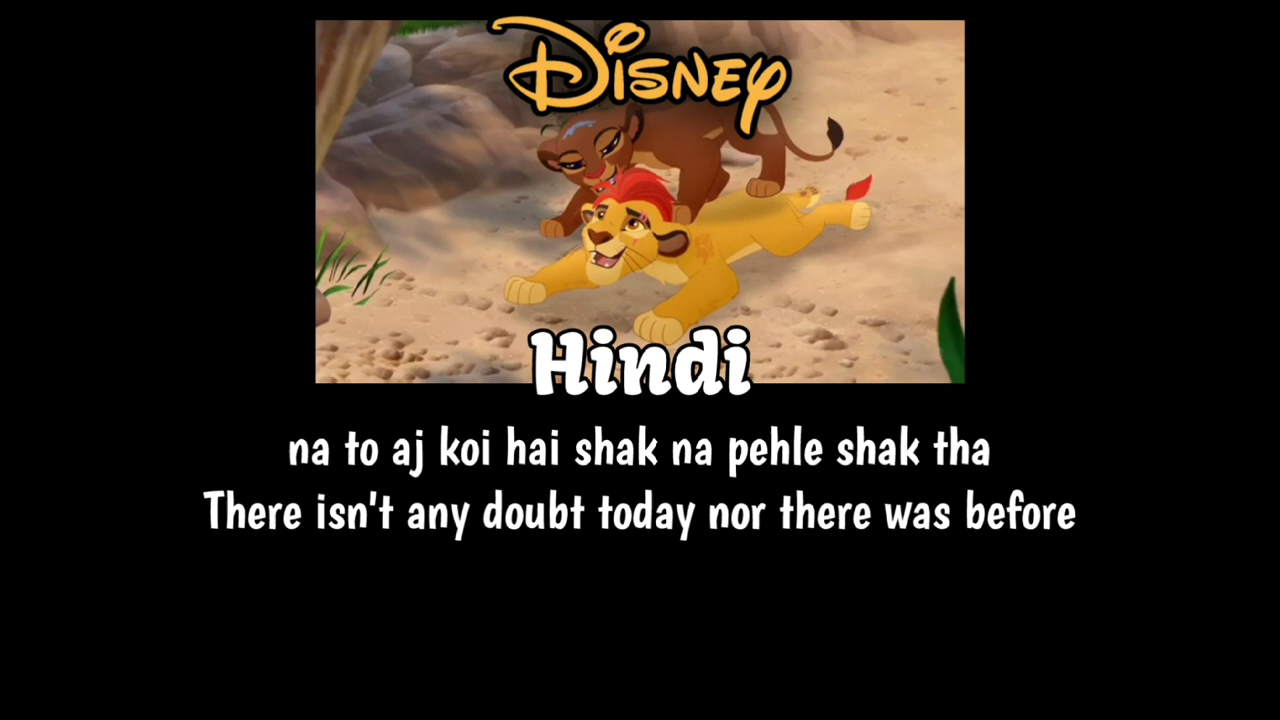 Disney
Hindi
na to aj koi hai shak na pehle shak tha
There isn't any doubt today nor there was before